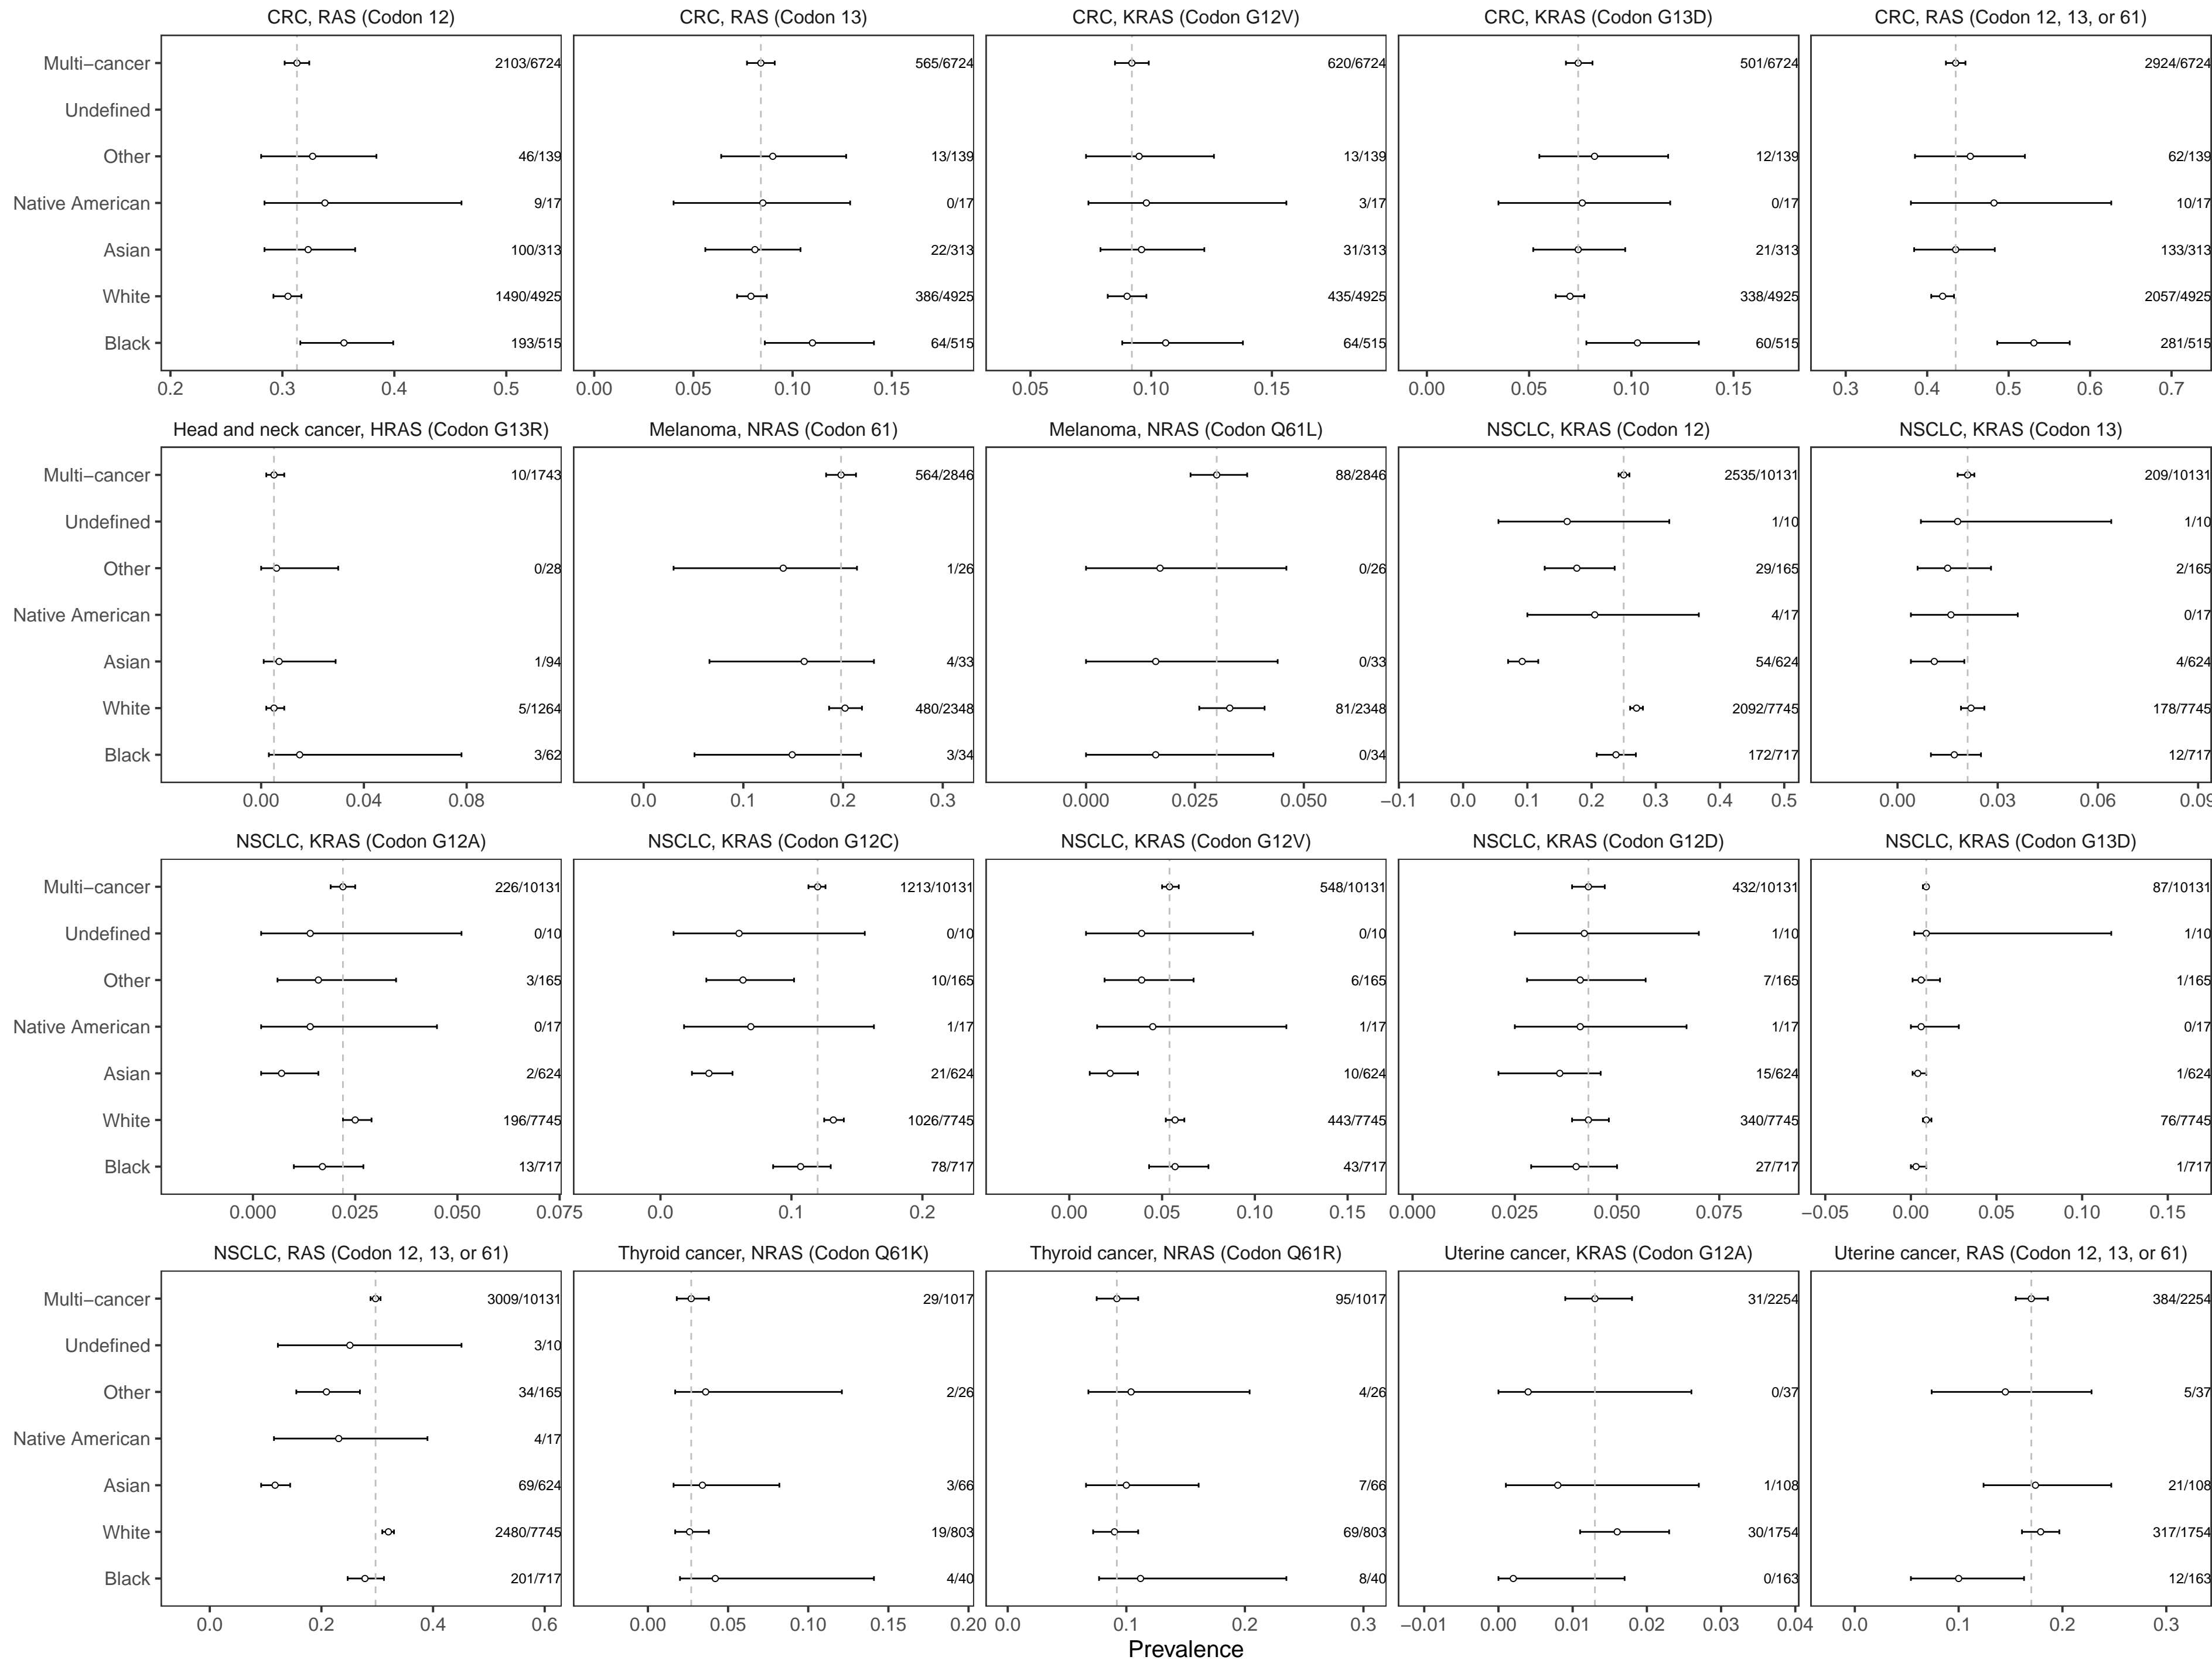 CRC, RAS (Codon 12) CRC, RAS (Codon 13) CRC, KRAS (Codon G12V) CRC, KRAS (Codon G13D) CRC, RAS (Codon 12, 13, or 61)
Multi−cancer 2103/6724 565/6724 620/6724 501/6724 2924/6724
Undefined
Other 46/139 13/139 13/139 12/139 62/139
Native American 9/17 0/17 3/17 0/17 10/17
Asian 100/313 22/313 31/313 21/313 133/313
White 1490/4925 386/4925 435/4925 338/4925 2057/4925
Black 193/515 64/515 64/515 60/515 281/515
0.2 0.3 0.4 0.5 0.00 0.05 0.10 0.15 0.05 0.10 0.15 0.00 0.05 0.10 0.15 0.3 0.4 0.5 0.6 0.7
Head and neck cancer, HRAS (Codon G13R) Melanoma, NRAS (Codon 61) Melanoma, NRAS (Codon Q61L) NSCLC, KRAS (Codon 12) NSCLC, KRAS (Codon 13)
Multi−cancer 10/1743 564/2846 88/2846 2535/10131 209/10131
Undefined 1/10 1/10
Other 0/28 1/26 0/26 29/165 2/165
Native American 4/17 0/17
Asian 1/94 4/33 0/33 54/624 4/624
White 5/1264 480/2348 81/2348 2092/7745 178/7745
Black 3/62 3/34 0/34 172/717 12/717
0.00 0.04 0.08 0.0 0.1 0.2 0.3 0.000 0.025 0.050 −0.1 0.0 0.1 0.2 0.3 0.4 0.5 0.00 0.03 0.06 0.09
NSCLC, KRAS (Codon G12A) NSCLC, KRAS (Codon G12C) NSCLC, KRAS (Codon G12V) NSCLC, KRAS (Codon G12D) NSCLC, KRAS (Codon G13D)
Multi−cancer 226/10131 1213/10131 548/10131 432/10131 87/10131
Undefined 0/10 0/10 0/10 1/10 1/10
Other 3/165 10/165 6/165 7/165 1/165
Native American 0/17 1/17 1/17 1/17 0/17
Asian 2/624 21/624 10/624 15/624 1/624
White 196/7745 1026/7745 443/7745 340/7745 76/7745
Black 13/717 78/717 43/717 27/717 1/717
0.000 0.025 0.050 0.075 0.0 0.1 0.2 0.00 0.05 0.10 0.15 0.000 0.025 0.050 0.075 −0.05 0.00 0.05 0.10 0.15
NSCLC, RAS (Codon 12, 13, or 61) Thyroid cancer, NRAS (Codon Q61K) Thyroid cancer, NRAS (Codon Q61R) Uterine cancer, KRAS (Codon G12A) Uterine cancer, RAS (Codon 12, 13, or 61)
Multi−cancer 3009/10131 29/1017 95/1017 31/2254 384/2254
Undefined 3/10
Other 34/165 2/26 4/26 0/37 5/37
Native American 4/17
Asian 69/624 3/66 7/66 1/108 21/108
White 2480/7745 19/803 69/803 30/1754 317/1754
Black 201/717 4/40 8/40 0/163 12/163
0.0 0.2 0.4 0.6 0.00 0.05 0.10 0.15 0.20 0.0 0.1 0.2 0.3 −0.01 0.00 0.01 0.02 0.03 0.04 0.0 0.1 0.2 0.3
Prevalence